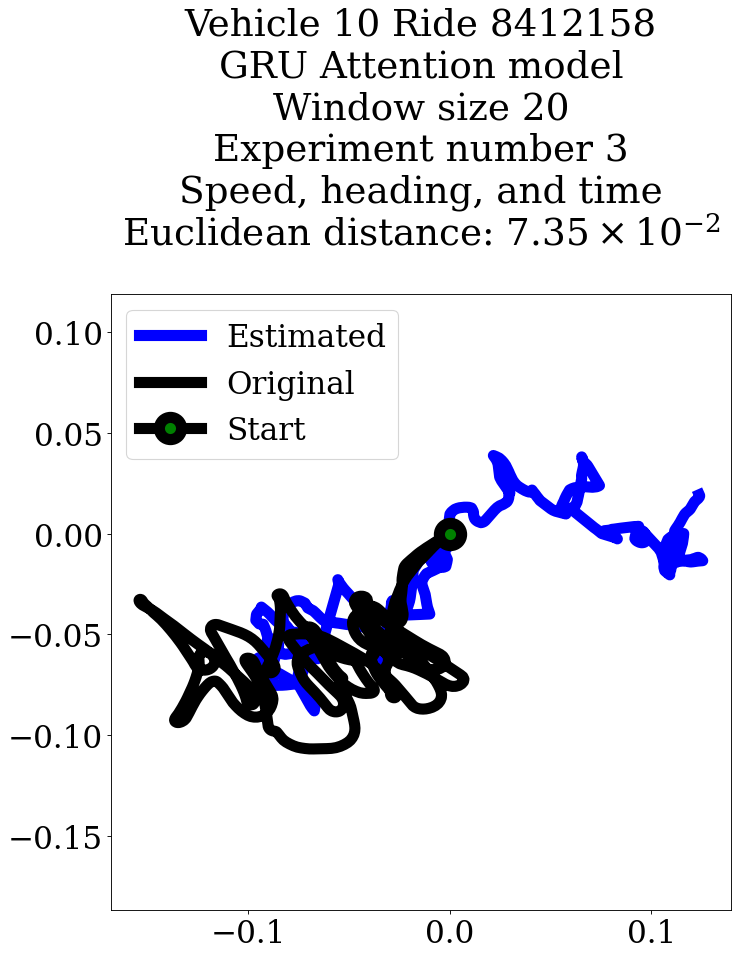 Vehicle 10 Ride 8412158
GRU Attention model
Window size 20
Experiment number 3
Speed, heading, and time
Euclidean distance: 7.35 × 10⁻²
Estimated
Original
Start
0.10
0.05
0.00
−0.05
−0.10
−0.15
−0.1 0.0 0.1